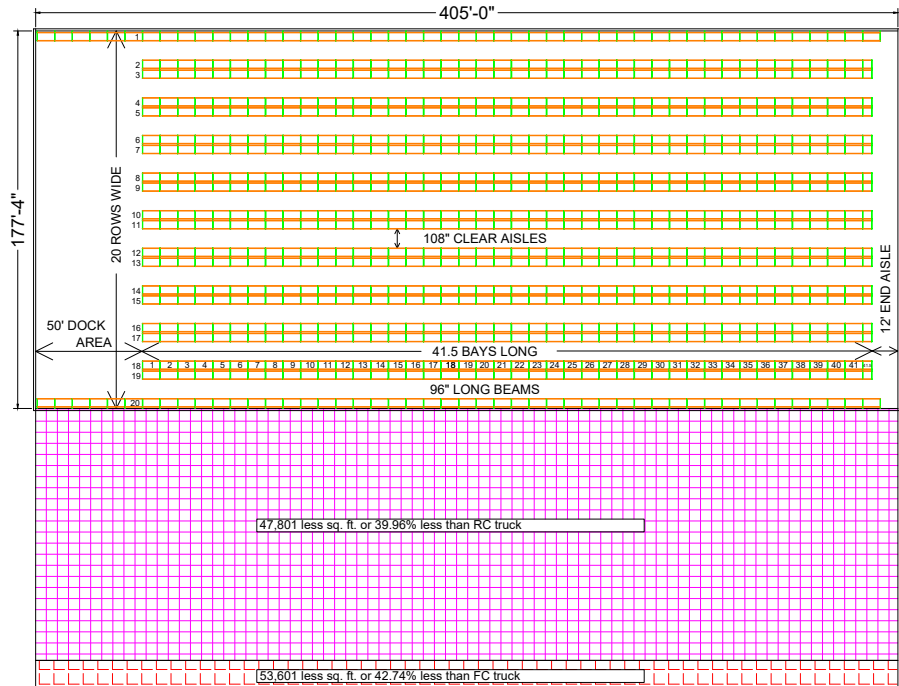 405'-0"
177'-4"
1
2
3
4
5
6
7
8
9
10
11
20 ROWS WIDE
108" CLEAR AISLES
12
13
12' END AISLE
14
15
16
17
50' DOCK
AREA
41.5 BAYS LONG
18 1 2 3 4 5 6 7 8 9 10 11 12 13 14 15 16 17 18 19 20 21 22 23 24 25 26 27 28 29 30 31 32 33 34 35 36 37 38 39 40 41
19
96" LONG BEAMS
20
47,801 less sq. ft. or 39.96% less than RC truck
53,601 less sq. ft. or 42.74% less than FC truck